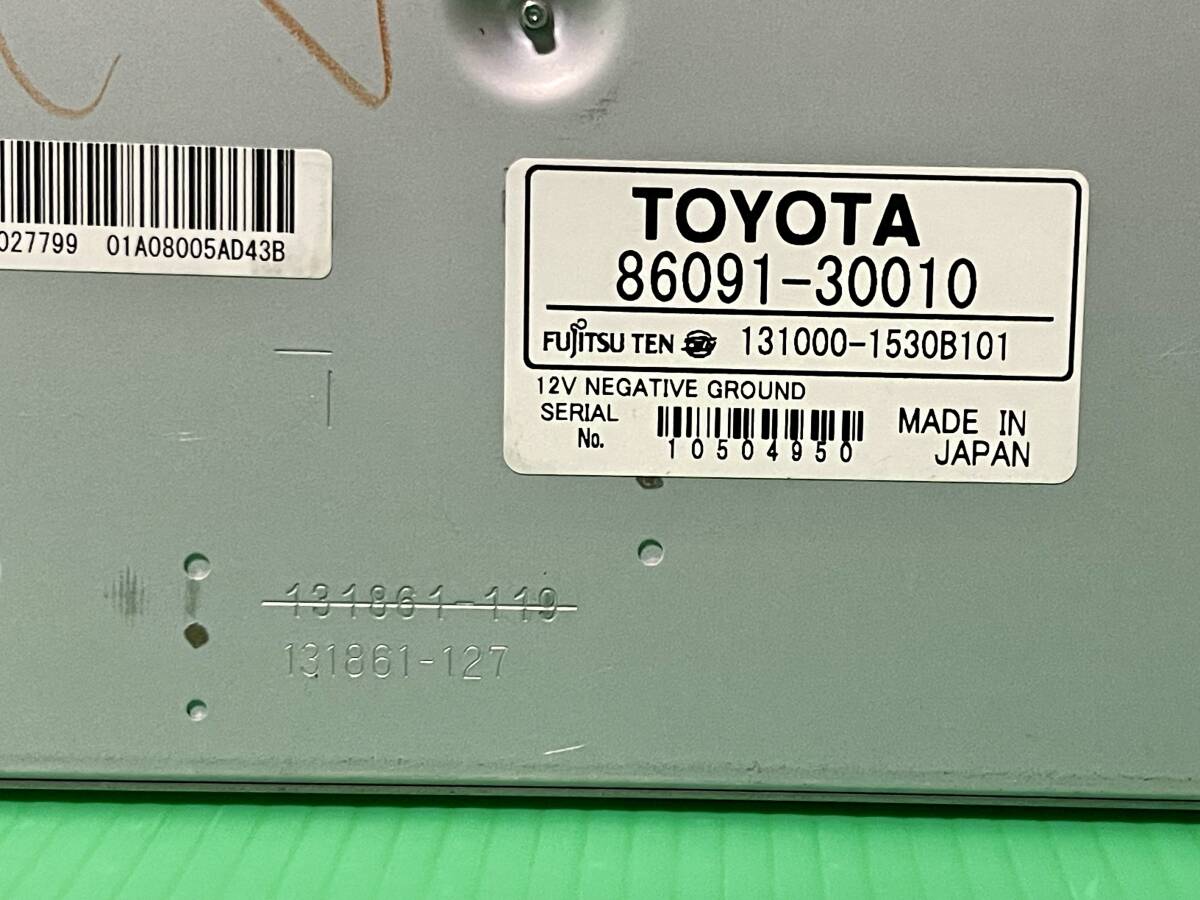 027799 01A08005AD43B
TOYOTA
86091-30010
FUJITSU TEN 131000-1530B101
12V NEGATIVE GROUND
SERIAL No.
10504950
MADE IN
JAPAN
131861-119
131861-127